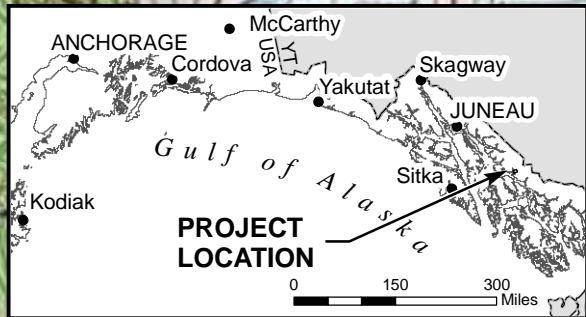 McCarthy
ANCHORAGE
Cordova
YT
USA
Skagway
Yakutat
JUNEAU
Gulf of Alaska
Sitka
Kodiak
PROJECT
LOCATION
0 150 300
Miles